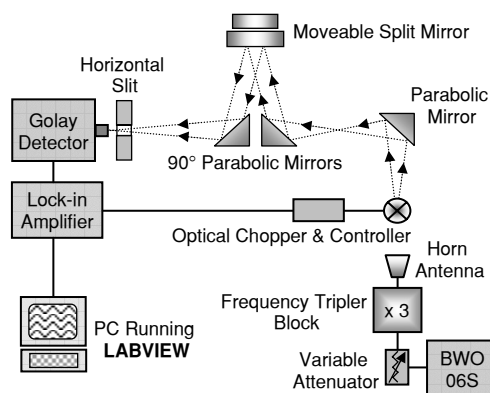 Moveable Split Mirror
Horizontal
Slit
Parabolic
Mirror
Golay
Detector
90° Parabolic Mirrors
Lock-in
Amplifier
Optical Chopper & Controller
Horn
Antenna
Frequency Tripler
Block
x 3
PC Running
LABVIEW
Variable
Attenuator
BWO
06S